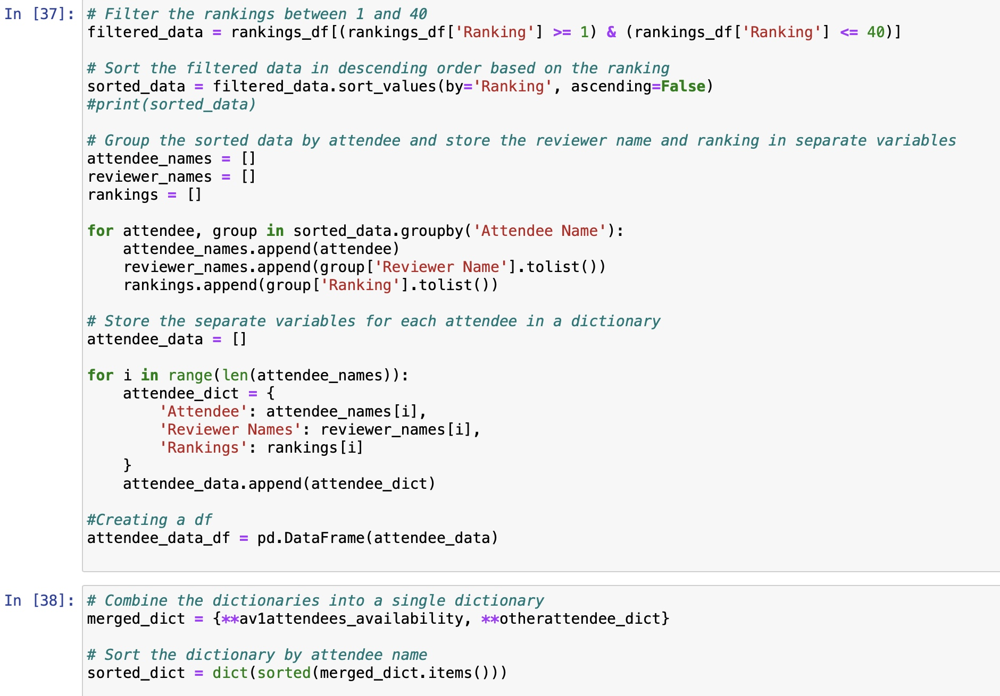 In [37]: # Filter the rankings between 1 and 40
filtered_data = rankings_df[(rankings_df['Ranking'] >= 1) & (rankings_df['Ranking'] <= 40)]

# Sort the filtered data in descending order based on the ranking
sorted_data = filtered_data.sort_values(by='Ranking', ascending=False)
#print(sorted_data)

# Group the sorted data by attendee and store the reviewer name and ranking in separate variables
attendee_names = []
reviewer_names = []
rankings = []

for attendee, group in sorted_data.groupby('Attendee Name'):
    attendee_names.append(attendee)
    reviewer_names.append(group['Reviewer Name'].tolist())
    rankings.append(group['Ranking'].tolist())

# Store the separate variables for each attendee in a dictionary
attendee_data = []

for i in range(len(attendee_names)):
    attendee_dict = {
        'Attendee': attendee_names[i],
        'Reviewer Names': reviewer_names[i],
        'Rankings': rankings[i]
    }
    attendee_data.append(attendee_dict)

#Creating a df
attendee_data_df = pd.DataFrame(attendee_data)

In [38]: # Combine the dictionaries into a single dictionary
merged_dict = {**av1attendees_availability, **otherattendee_dict}

# Sort the dictionary by attendee name
sorted_dict = dict(sorted(merged_dict.items()))